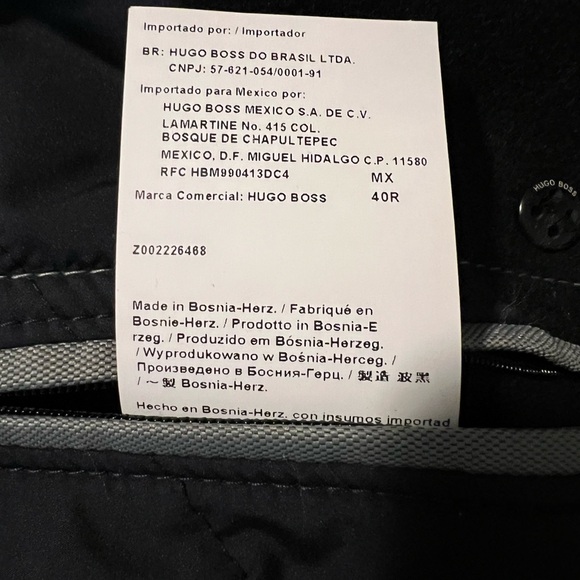 Importado por: / Importador
BR: HUGO BOSS DO BRASIL LTDA.
CNPJ: 57-621-054/0001-91
Importado para Mexico por:
HUGO BOSS MEXICO S.A. DE C.V.
LAMARTINE No. 415 COL.
BOSQUE DE CHAPULTEPEC
MEXICO, D.F. MIGUEL HIDALGO C.P. 11580
RFC HBM990413DC4 MX
Marca Comercial: HUGO BOSS 40R
Z002226468
Made in Bosnia-Herz. / Fabriqué en
Bosnie-Herz. / Prodotto in Bosnia-E
rzeg. / Produzido em Bósnia-Herzeg.
/ Wyprodukowano w Bośnia-Herceg. /
Произведено в Босния-Герц. / 製造 波黑
/ ～製 Bosnia-Herz.
Hecho en Bosnia-Herz. con insumos importad
HUGO BOSS